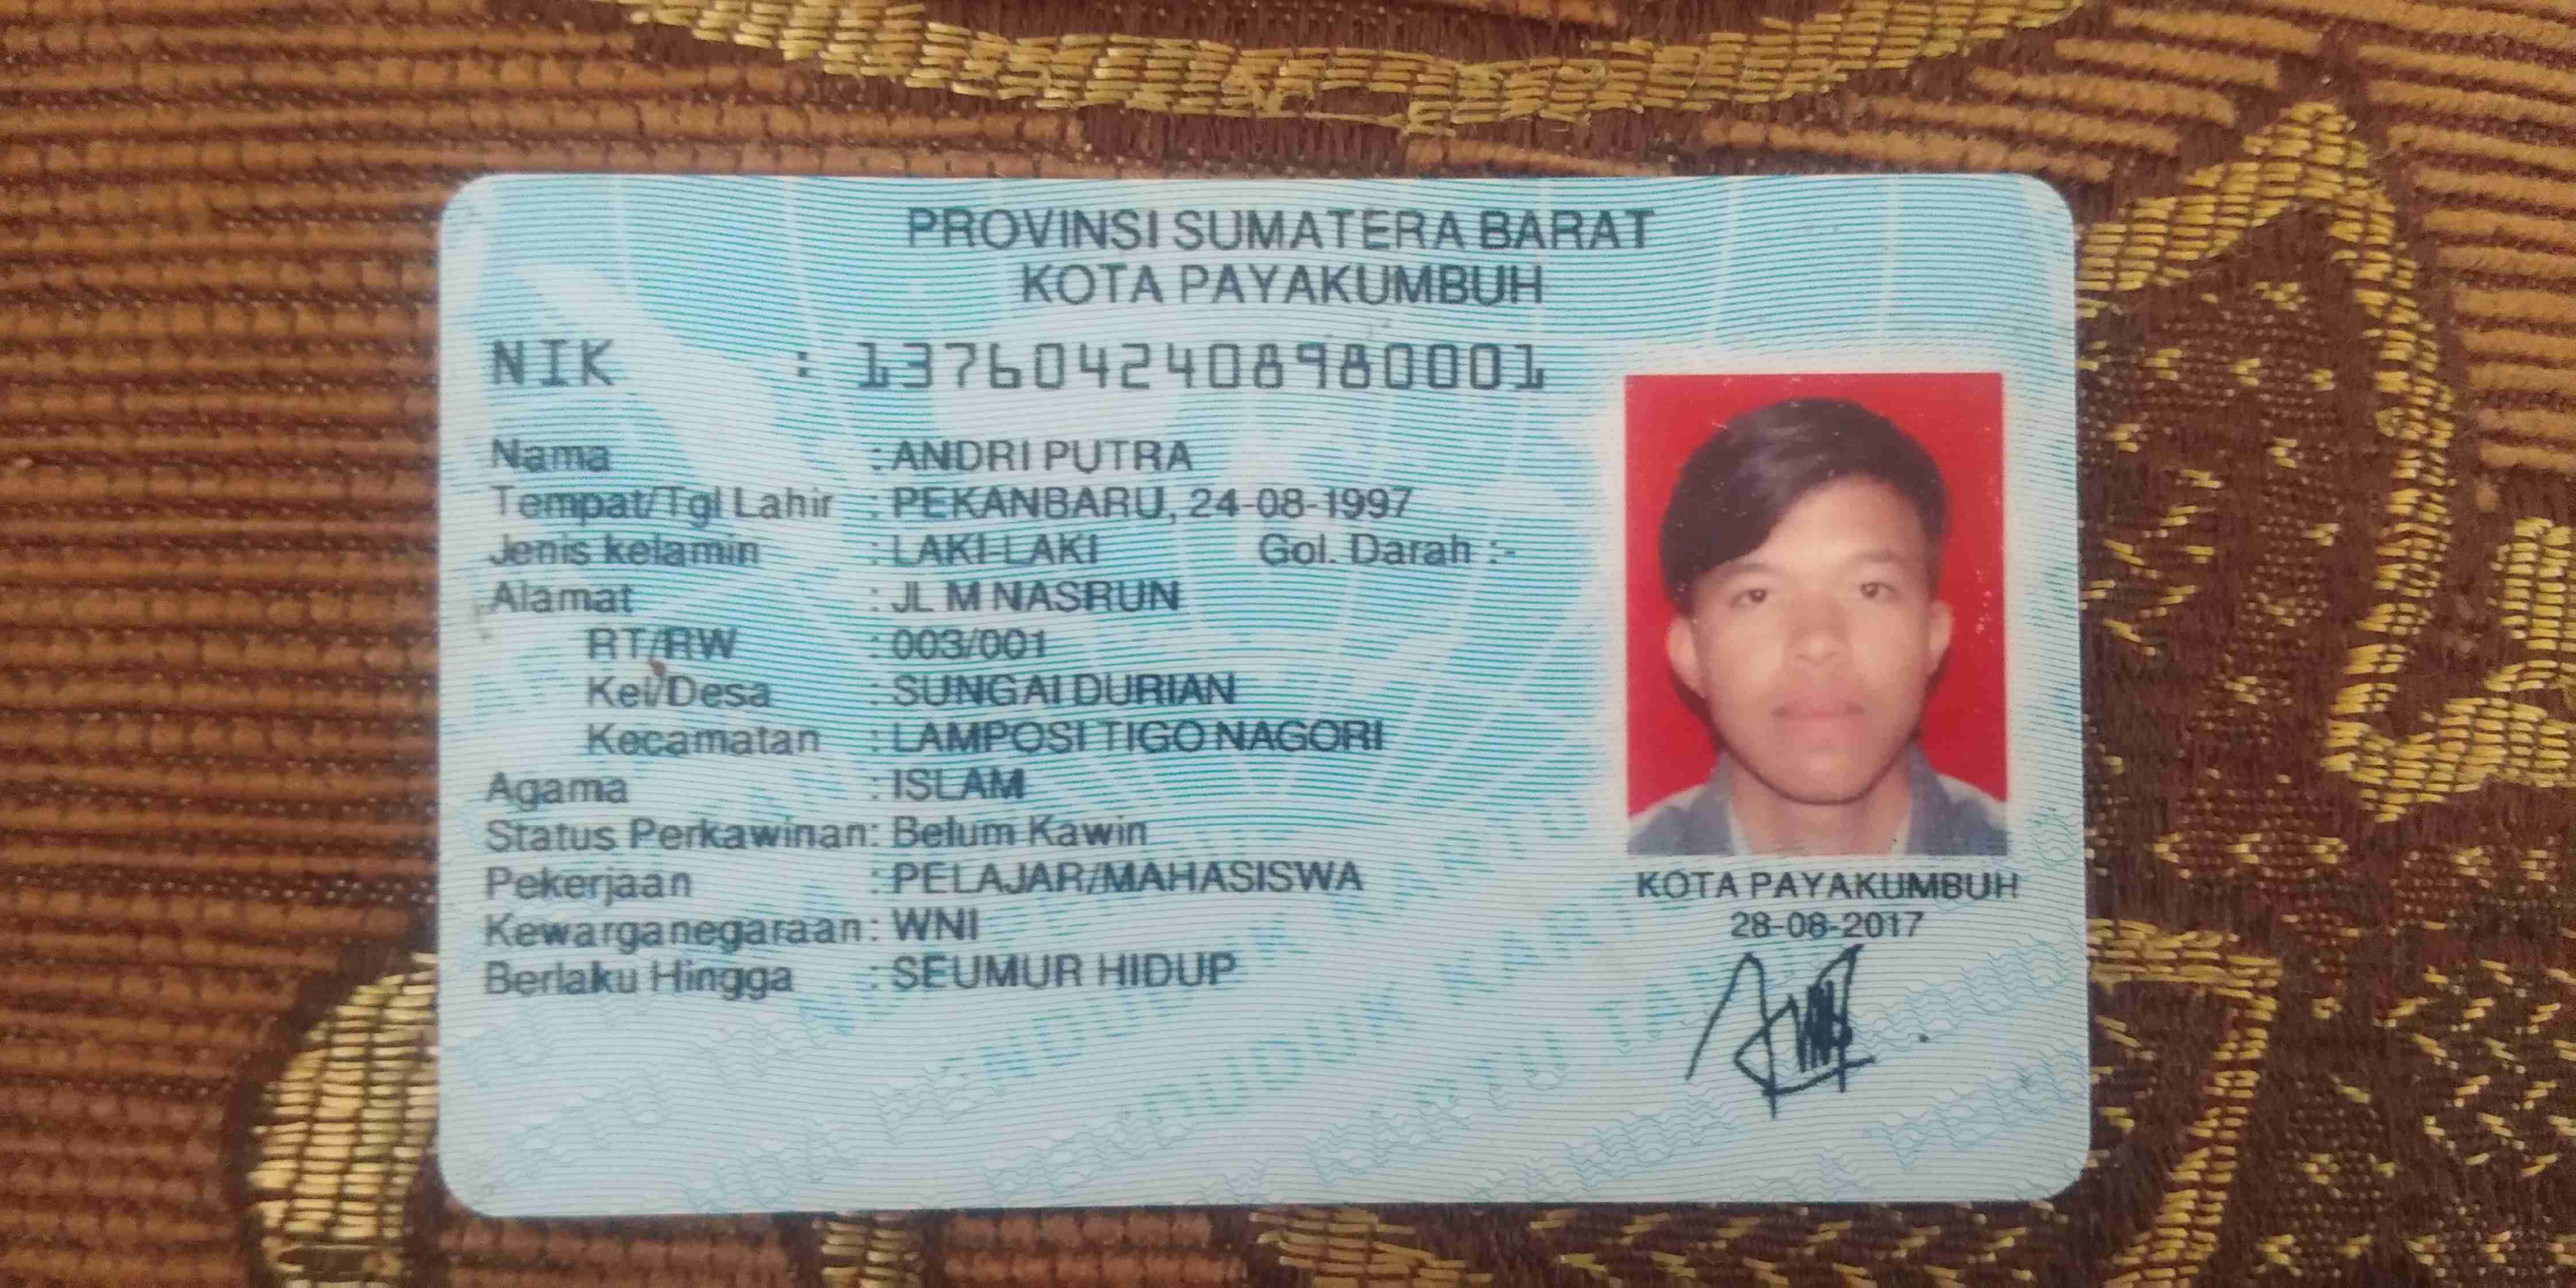 PROVINSI SUMATERA BARAT
KOTA PAYAKUMBUH
NIK : 1376042408980001
Nama : ANDRI PUTRA
Tempat/Tgl Lahir : PEKANBARU, 24-08-1997
Jenis kelamin : LAKI-LAKI Gol. Darah :-
Alamat : JL M NASRUN
RT/RW : 003/001
Kel/Desa : SUNGAI DURIAN
Kecamatan : LAMPOSI TIGO NAGORI
Agama : ISLAM
Status Perkawinan: Belum Kawin
Pekerjaan : PELAJAR/MAHASISWA
Kewarganegaraan: WNI
Berlaku Hingga : SEUMUR HIDUP
KOTA PAYAKUMBUH
28-08-2017